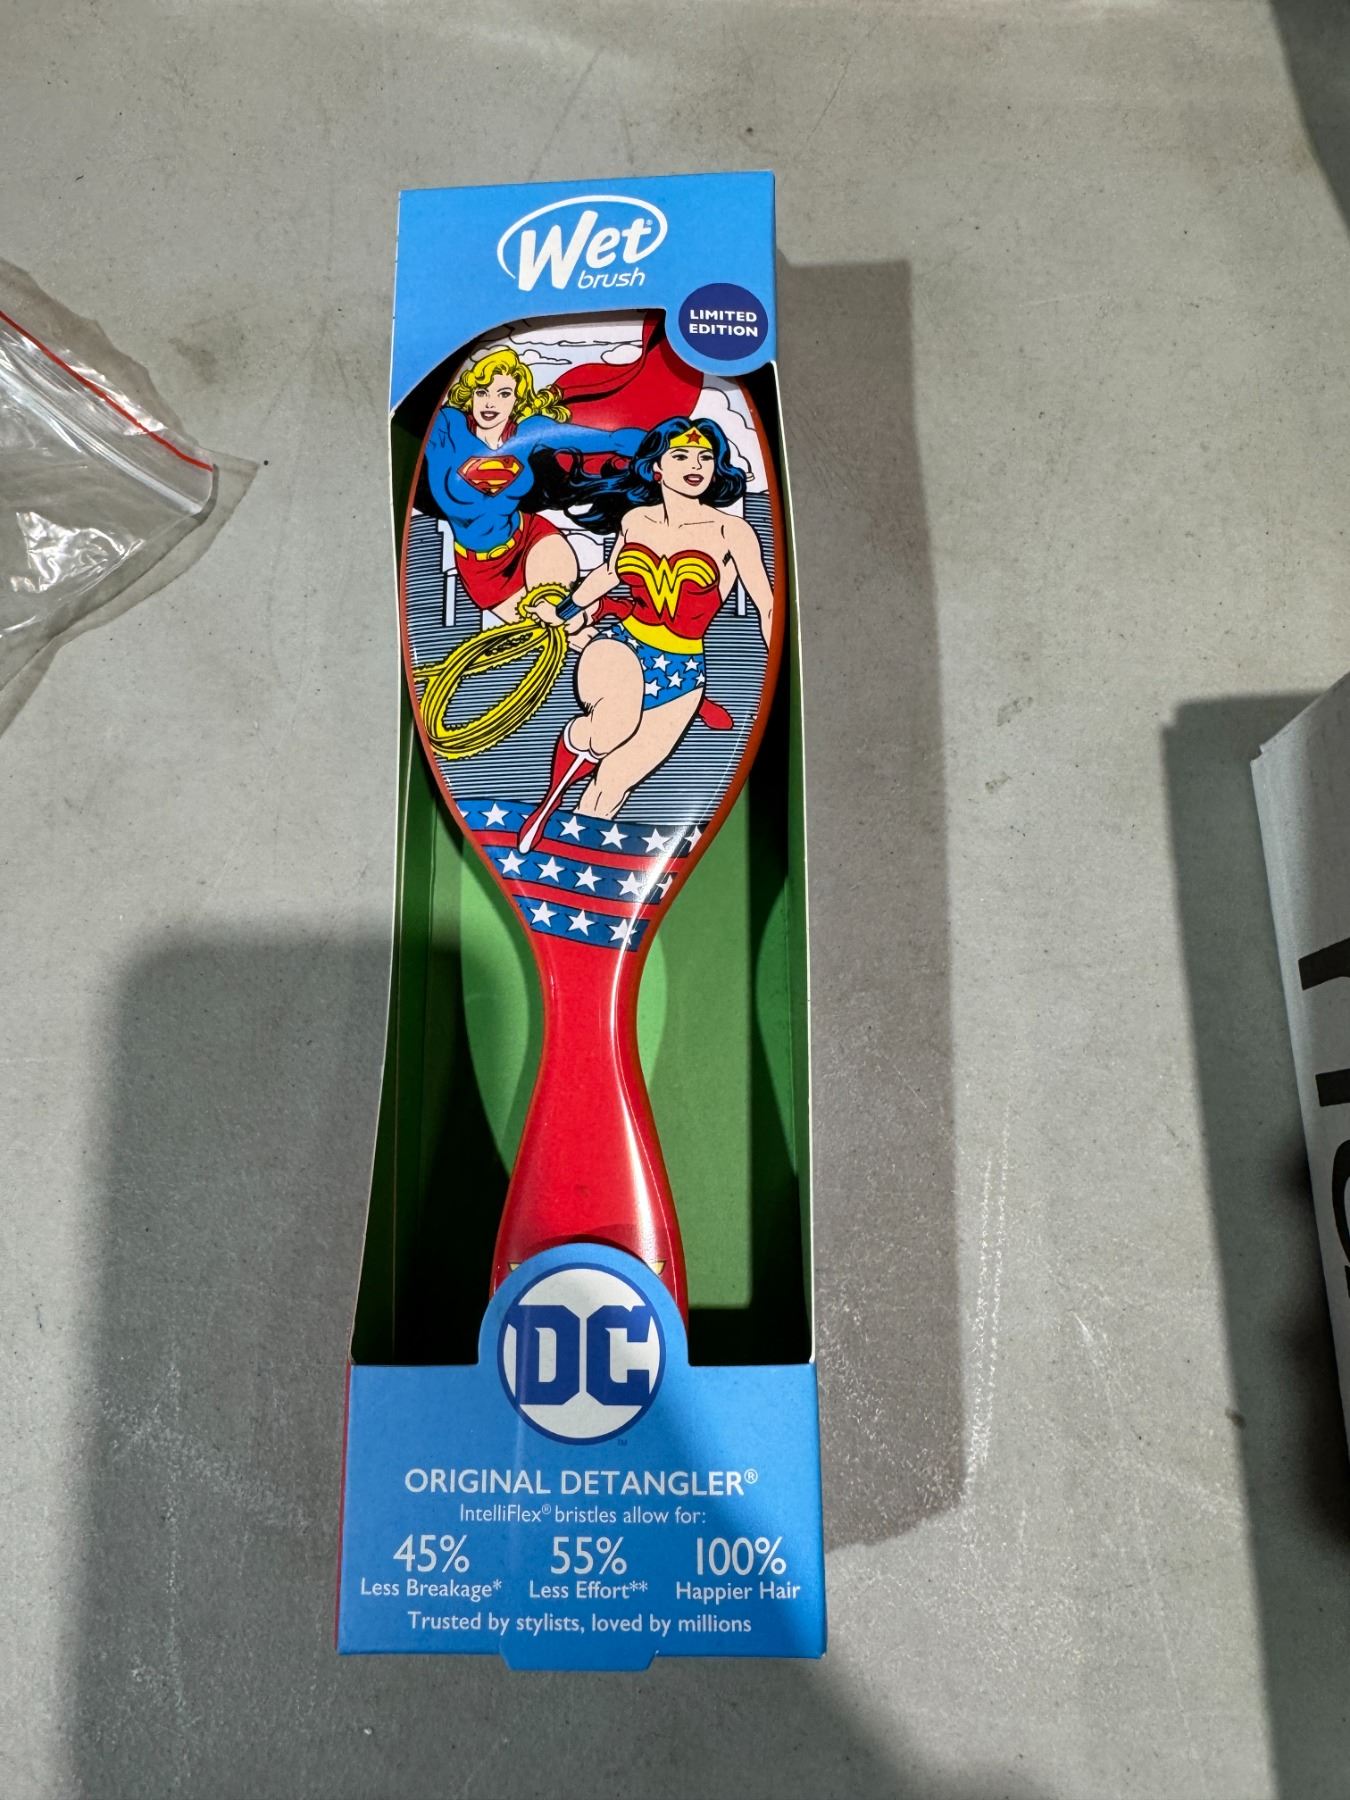 Wet®
brush
LIMITED
EDITION
S
W
DC
™
ORIGINAL DETANGLER®
IntelliFlex® bristles allow for:
45% 55% 100%
Less Breakage* Less Effort** Happier Hair
Trusted by stylists, loved by millions